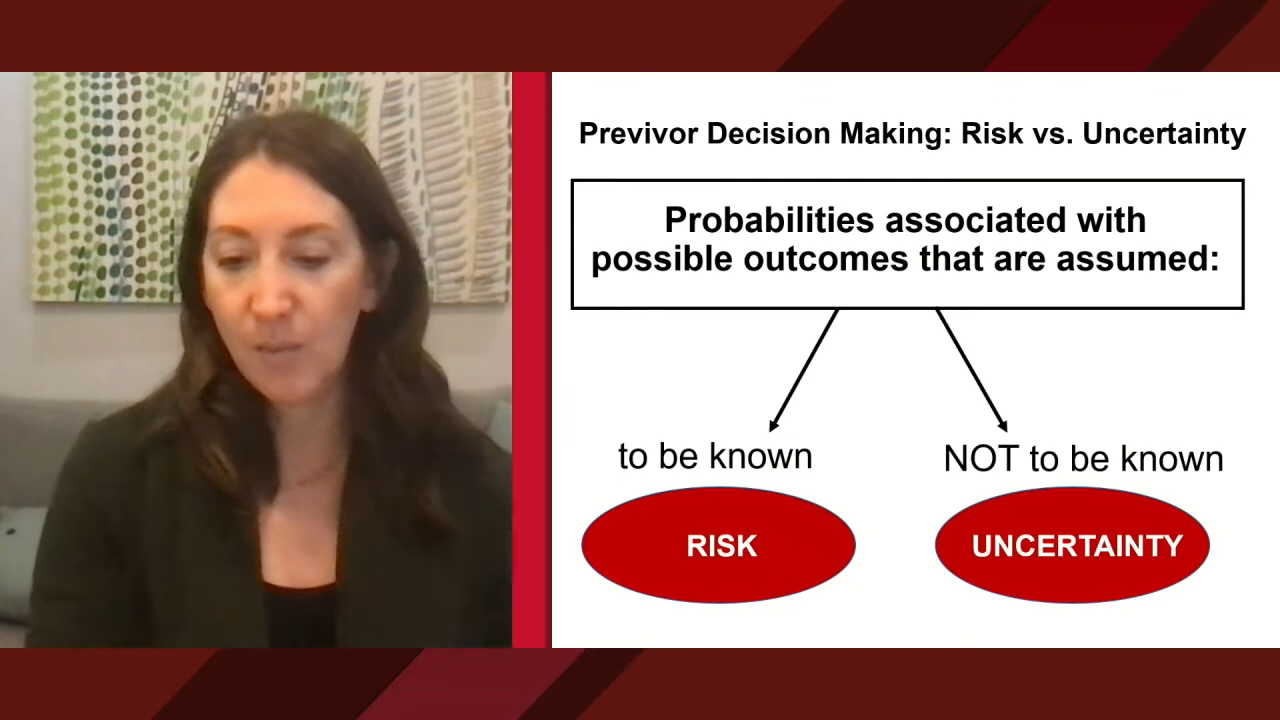 Previvor Decision Making: Risk vs. Uncertainty
Probabilities associated with
possible outcomes that are assumed:
to be known
NOT to be known
RISK
UNCERTAINTY